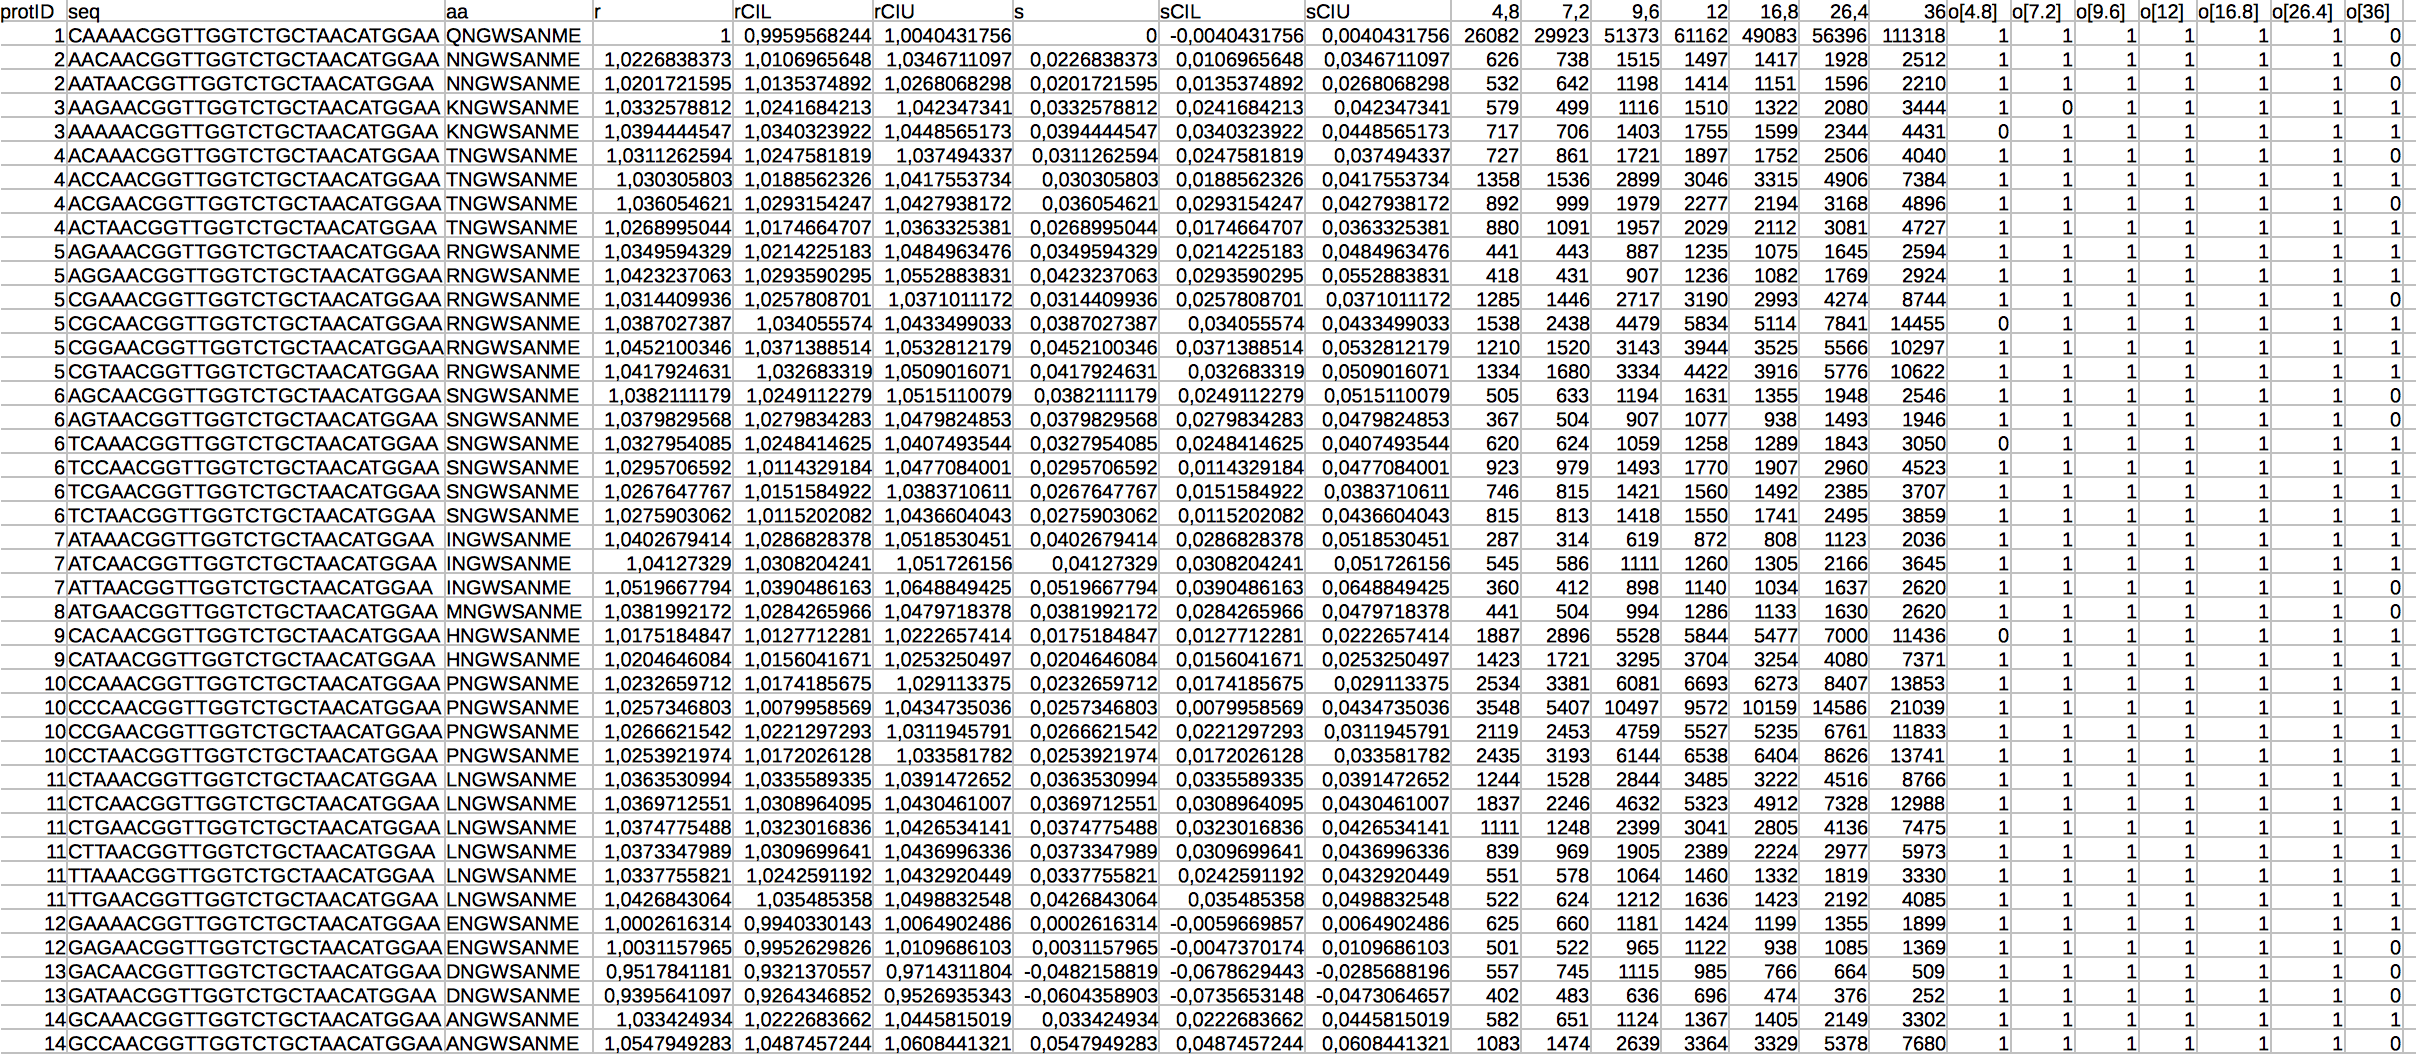 protID seq aa r rCIL rCIU s sCIL sCIU 4,8 7,2 9,6 12 16,8 26,4 36 o[4.8] o[7.2] o[9.6] o[12] o[16.8] o[26.4] o[36]
1 CAAAACGGTTGGTCTGCTAACATGGAA QNGWSANME 1 0,9959568244 1,0040431756 0 -0,0040431756 0,0040431756 26082 29923 51373 61162 49083 56396 111318 1 1 1 1 1 1 0
2 AACAACGGTTGGTCTGCTAACATGGAA NNGWSANME 1,0226838373 1,0106965648 1,0346711097 0,0226838373 0,0106965648 0,0346711097 626 738 1515 1497 1417 1928 2512 1 1 1 1 1 1 0
2 AATAACGGTTGGTCTGCTAACATGGAA NNGWSANME 1,0201721595 1,0135374892 1,0268068298 0,0201721595 0,0135374892 0,0268068298 532 642 1198 1414 1151 1596 2210 1 1 1 1 1 1 0
3 AAGAACGGTTGGTCTGCTAACATGGAA KNGWSANME 1,0332578812 1,0241684213 1,042347341 0,0332578812 0,0241684213 0,042347341 579 499 1116 1510 1322 2080 3444 1 0 1 1 1 1 1
3 AAAAACGGTTGGTCTGCTAACATGGAA KNGWSANME 1,0394444547 1,0340323922 1,0448565173 0,0394444547 0,0340323922 0,0448565173 717 706 1403 1755 1599 2344 4431 0 1 1 1 1 1 1
4 ACAAACGGTTGGTCTGCTAACATGGAA TNGWSANME 1,0311262594 1,0247581819 1,037494337 0,0311262594 0,0247581819 0,037494337 727 861 1721 1897 1752 2506 4040 1 1 1 1 1 1 0
4 ACCAACGGTTGGTCTGCTAACATGGAA TNGWSANME 1,030305803 1,0188562326 1,0417553734 0,030305803 0,0188562326 0,0417553734 1358 1536 2899 3046 3315 4906 7384 1 1 1 1 1 1 1
4 ACGAACGGTTGGTCTGCTAACATGGAA TNGWSANME 1,036054621 1,0293154247 1,0427938172 0,036054621 0,0293154247 0,0427938172 892 999 1979 2277 2194 3168 4896 1 1 1 1 1 1 0
4 ACTAACGGTTGGTCTGCTAACATGGAA TNGWSANME 1,0268995044 1,0174664707 1,0363325381 0,0268995044 0,0174664707 0,0363325381 880 1091 1957 2029 2112 3081 4727 1 1 1 1 1 1 1
5 AGAAACGGTTGGTCTGCTAACATGGAA RNGWSANME 1,0349594329 1,0214225183 1,0484963476 0,0349594329 0,0214225183 0,0484963476 441 443 887 1235 1075 1645 2594 1 1 1 1 1 1 1
5 AGGAACGGTTGGTCTGCTAACATGGAA RNGWSANME 1,0423237063 1,0293590295 1,0552883831 0,0423237063 0,0293590295 0,0552883831 418 431 907 1236 1082 1769 2924 1 1 1 1 1 1 1
5 CGAAACGGTTGGTCTGCTAACATGGAA RNGWSANME 1,0314409936 1,0257808701 1,0371011172 0,0314409936 0,0257808701 0,0371011172 1285 1446 2717 3190 2993 4274 8744 1 1 1 1 1 1 0
5 CGCAACGGTTGGTCTGCTAACATGGAA RNGWSANME 1,0387027387 1,034055574 1,0433499033 0,0387027387 0,034055574 0,0433499033 1538 2438 4479 5834 5114 7841 14455 0 1 1 1 1 1 1
5 CGGAACGGTTGGTCTGCTAACATGGAA RNGWSANME 1,0452100346 1,0371388514 1,0532812179 0,0452100346 0,0371388514 0,0532812179 1210 1520 3143 3944 3525 5566 10297 1 1 1 1 1 1 1
5 CGTAACGGTTGGTCTGCTAACATGGAA RNGWSANME 1,0417924631 1,032683319 1,0509016071 0,0417924631 0,032683319 0,0509016071 1334 1680 3334 4422 3916 5776 10622 1 1 1 1 1 1 1
6 AGCAACGGTTGGTCTGCTAACATGGAA SNGWSANME 1,0382111179 1,0249112279 1,0515110079 0,0382111179 0,0249112279 0,0515110079 505 633 1194 1631 1355 1948 2546 1 1 1 1 1 1 0
6 AGTAACGGTTGGTCTGCTAACATGGAA SNGWSANME 1,0379829568 1,0279834283 1,0479824853 0,0379829568 0,0279834283 0,0479824853 367 504 907 1077 938 1493 1946 1 1 1 1 1 1 0
6 TCAAACGGTTGGTCTGCTAACATGGAA SNGWSANME 1,0327954085 1,0248414625 1,0407493544 0,0327954085 0,0248414625 0,0407493544 620 624 1059 1258 1289 1843 3050 0 1 1 1 1 1 1
6 TCCAACGGTTGGTCTGCTAACATGGAA SNGWSANME 1,0295706592 1,0114329184 1,0477084001 0,0295706592 0,0114329184 0,0477084001 923 979 1493 1770 1907 2960 4523 1 1 1 1 1 1 1
6 TCGAACGGTTGGTCTGCTAACATGGAA SNGWSANME 1,0267647767 1,0151584922 1,0383710611 0,0267647767 0,0151584922 0,0383710611 746 815 1421 1560 1492 2385 3707 1 1 1 1 1 1 1
6 TCTAACGGTTGGTCTGCTAACATGGAA SNGWSANME 1,0275903062 1,0115202082 1,0436604043 0,0275903062 0,0115202082 0,0436604043 815 813 1418 1550 1741 2495 3859 1 1 1 1 1 1 1
7 ATAAACGGTTGGTCTGCTAACATGGAA INGWSANME 1,0402679414 1,0286828378 1,0518530451 0,0402679414 0,0286828378 0,0518530451 287 314 619 872 808 1123 2036 1 1 1 1 1 1 1
7 ATCAACGGTTGGTCTGCTAACATGGAA INGWSANME 1,04127329 1,0308204241 1,051726156 0,04127329 0,0308204241 0,051726156 545 586 1111 1260 1305 2166 3645 1 1 1 1 1 1 1
7 ATTAACGGTTGGTCTGCTAACATGGAA INGWSANME 1,0519667794 1,0390486163 1,0648849425 0,0519667794 0,0390486163 0,0648849425 360 412 898 1140 1034 1637 2620 1 1 1 1 1 1 0
8 ATGAACGGTTGGTCTGCTAACATGGAA MNGWSANME 1,0381992172 1,0284265966 1,0479718378 0,0381992172 0,0284265966 0,0479718378 441 504 994 1286 1133 1630 2620 1 1 1 1 1 1 0
9 CACAACGGTTGGTCTGCTAACATGGAA HNGWSANME 1,0175184847 1,0127712281 1,0222657414 0,0175184847 0,0127712281 0,0222657414 1887 2896 5528 5844 5477 7000 11436 0 1 1 1 1 1 1
9 CATAACGGTTGGTCTGCTAACATGGAA HNGWSANME 1,0204646084 1,0156041671 1,0253250497 0,0204646084 0,0156041671 0,0253250497 1423 1721 3295 3704 3254 4080 7371 1 1 1 1 1 1 1
10 CCAAACGGTTGGTCTGCTAACATGGAA PNGWSANME 1,0232659712 1,0174185675 1,029113375 0,0232659712 0,0174185675 0,029113375 2534 3381 6081 6693 6273 8407 13853 1 1 1 1 1 1 1
10 CCCAACGGTTGGTCTGCTAACATGGAA PNGWSANME 1,0257346803 1,0079958569 1,0434735036 0,0257346803 0,0079958569 0,0434735036 3548 5407 10497 9572 10159 14586 21039 1 1 1 1 1 1 1
10 CCGAACGGTTGGTCTGCTAACATGGAA PNGWSANME 1,0266621542 1,0221297293 1,0311945791 0,0266621542 0,0221297293 0,0311945791 2119 2453 4759 5527 5235 6761 11833 1 1 1 1 1 1 1
10 CCTAACGGTTGGTCTGCTAACATGGAA PNGWSANME 1,0253921974 1,0172026128 1,033581782 0,0253921974 0,0172026128 0,033581782 2435 3193 6144 6538 6404 8626 13741 1 1 1 1 1 1 1
11 CTAAACGGTTGGTCTGCTAACATGGAA LNGWSANME 1,0363530994 1,0335589335 1,0391472652 0,0363530994 0,0335589335 0,0391472652 1244 1528 2844 3485 3222 4516 8766 1 1 1 1 1 1 1
11 CTCAACGGTTGGTCTGCTAACATGGAA LNGWSANME 1,0369712551 1,0308964095 1,0430461007 0,0369712551 0,0308964095 0,0430461007 1837 2246 4632 5323 4912 7328 12988 1 1 1 1 1 1 1
11 CTGAACGGTTGGTCTGCTAACATGGAA LNGWSANME 1,0374775488 1,0323016836 1,0426534141 0,0374775488 0,0323016836 0,0426534141 1111 1248 2399 3041 2805 4136 7475 1 1 1 1 1 1 1
11 CTTAACGGTTGGTCTGCTAACATGGAA LNGWSANME 1,0373347989 1,0309699641 1,0436996336 0,0373347989 0,0309699641 0,0436996336 839 969 1905 2389 2224 2977 5973 1 1 1 1 1 1 1
11 TTAAACGGTTGGTCTGCTAACATGGAA LNGWSANME 1,0337755821 1,0242591192 1,0432920449 0,0337755821 0,0242591192 0,0432920449 551 578 1064 1460 1332 1819 3330 1 1 1 1 1 1 1
11 TTGAACGGTTGGTCTGCTAACATGGAA LNGWSANME 1,0426843064 1,035485358 1,0498832548 0,0426843064 0,035485358 0,0498832548 522 624 1212 1636 1423 2192 4085 1 1 1 1 1 1 1
12 GAAAACGGTTGGTCTGCTAACATGGAA ENGWSANME 1,0002616314 0,9940330143 1,0064902486 0,0002616314 -0,0059669857 0,0064902486 625 660 1181 1424 1199 1355 1899 1 1 1 1 1 1 1
12 GAGAACGGTTGGTCTGCTAACATGGAA ENGWSANME 1,0031157965 0,9952629826 1,0109686103 0,0031157965 -0,0047370174 0,0109686103 501 522 965 1122 938 1085 1369 1 1 1 1 1 1 0
13 GACAACGGTTGGTCTGCTAACATGGAA DNGWSANME 0,9517841181 0,9321370557 0,9714311804 -0,0482158819 -0,0678629443 -0,0285688196 557 745 1115 985 766 664 509 1 1 1 1 1 1 0
13 GATAACGGTTGGTCTGCTAACATGGAA DNGWSANME 0,9395641097 0,9264346852 0,9526935343 -0,0604358903 -0,0735653148 -0,0473064657 402 483 636 696 474 376 252 1 1 1 1 1 1 0
14 GCAAACGGTTGGTCTGCTAACATGGAA ANGWSANME 1,033424934 1,0222683662 1,0445815019 0,033424934 0,0222683662 0,0445815019 582 651 1124 1367 1405 2149 3302 1 1 1 1 1 1 1
14 GCCAACGGTTGGTCTGCTAACATGGAA ANGWSANME 1,0547949283 1,0487457244 1,0608441321 0,0547949283 0,0487457244 0,0608441321 1083 1474 2639 3364 3329 5378 7680 1 1 1 1 1 1 0